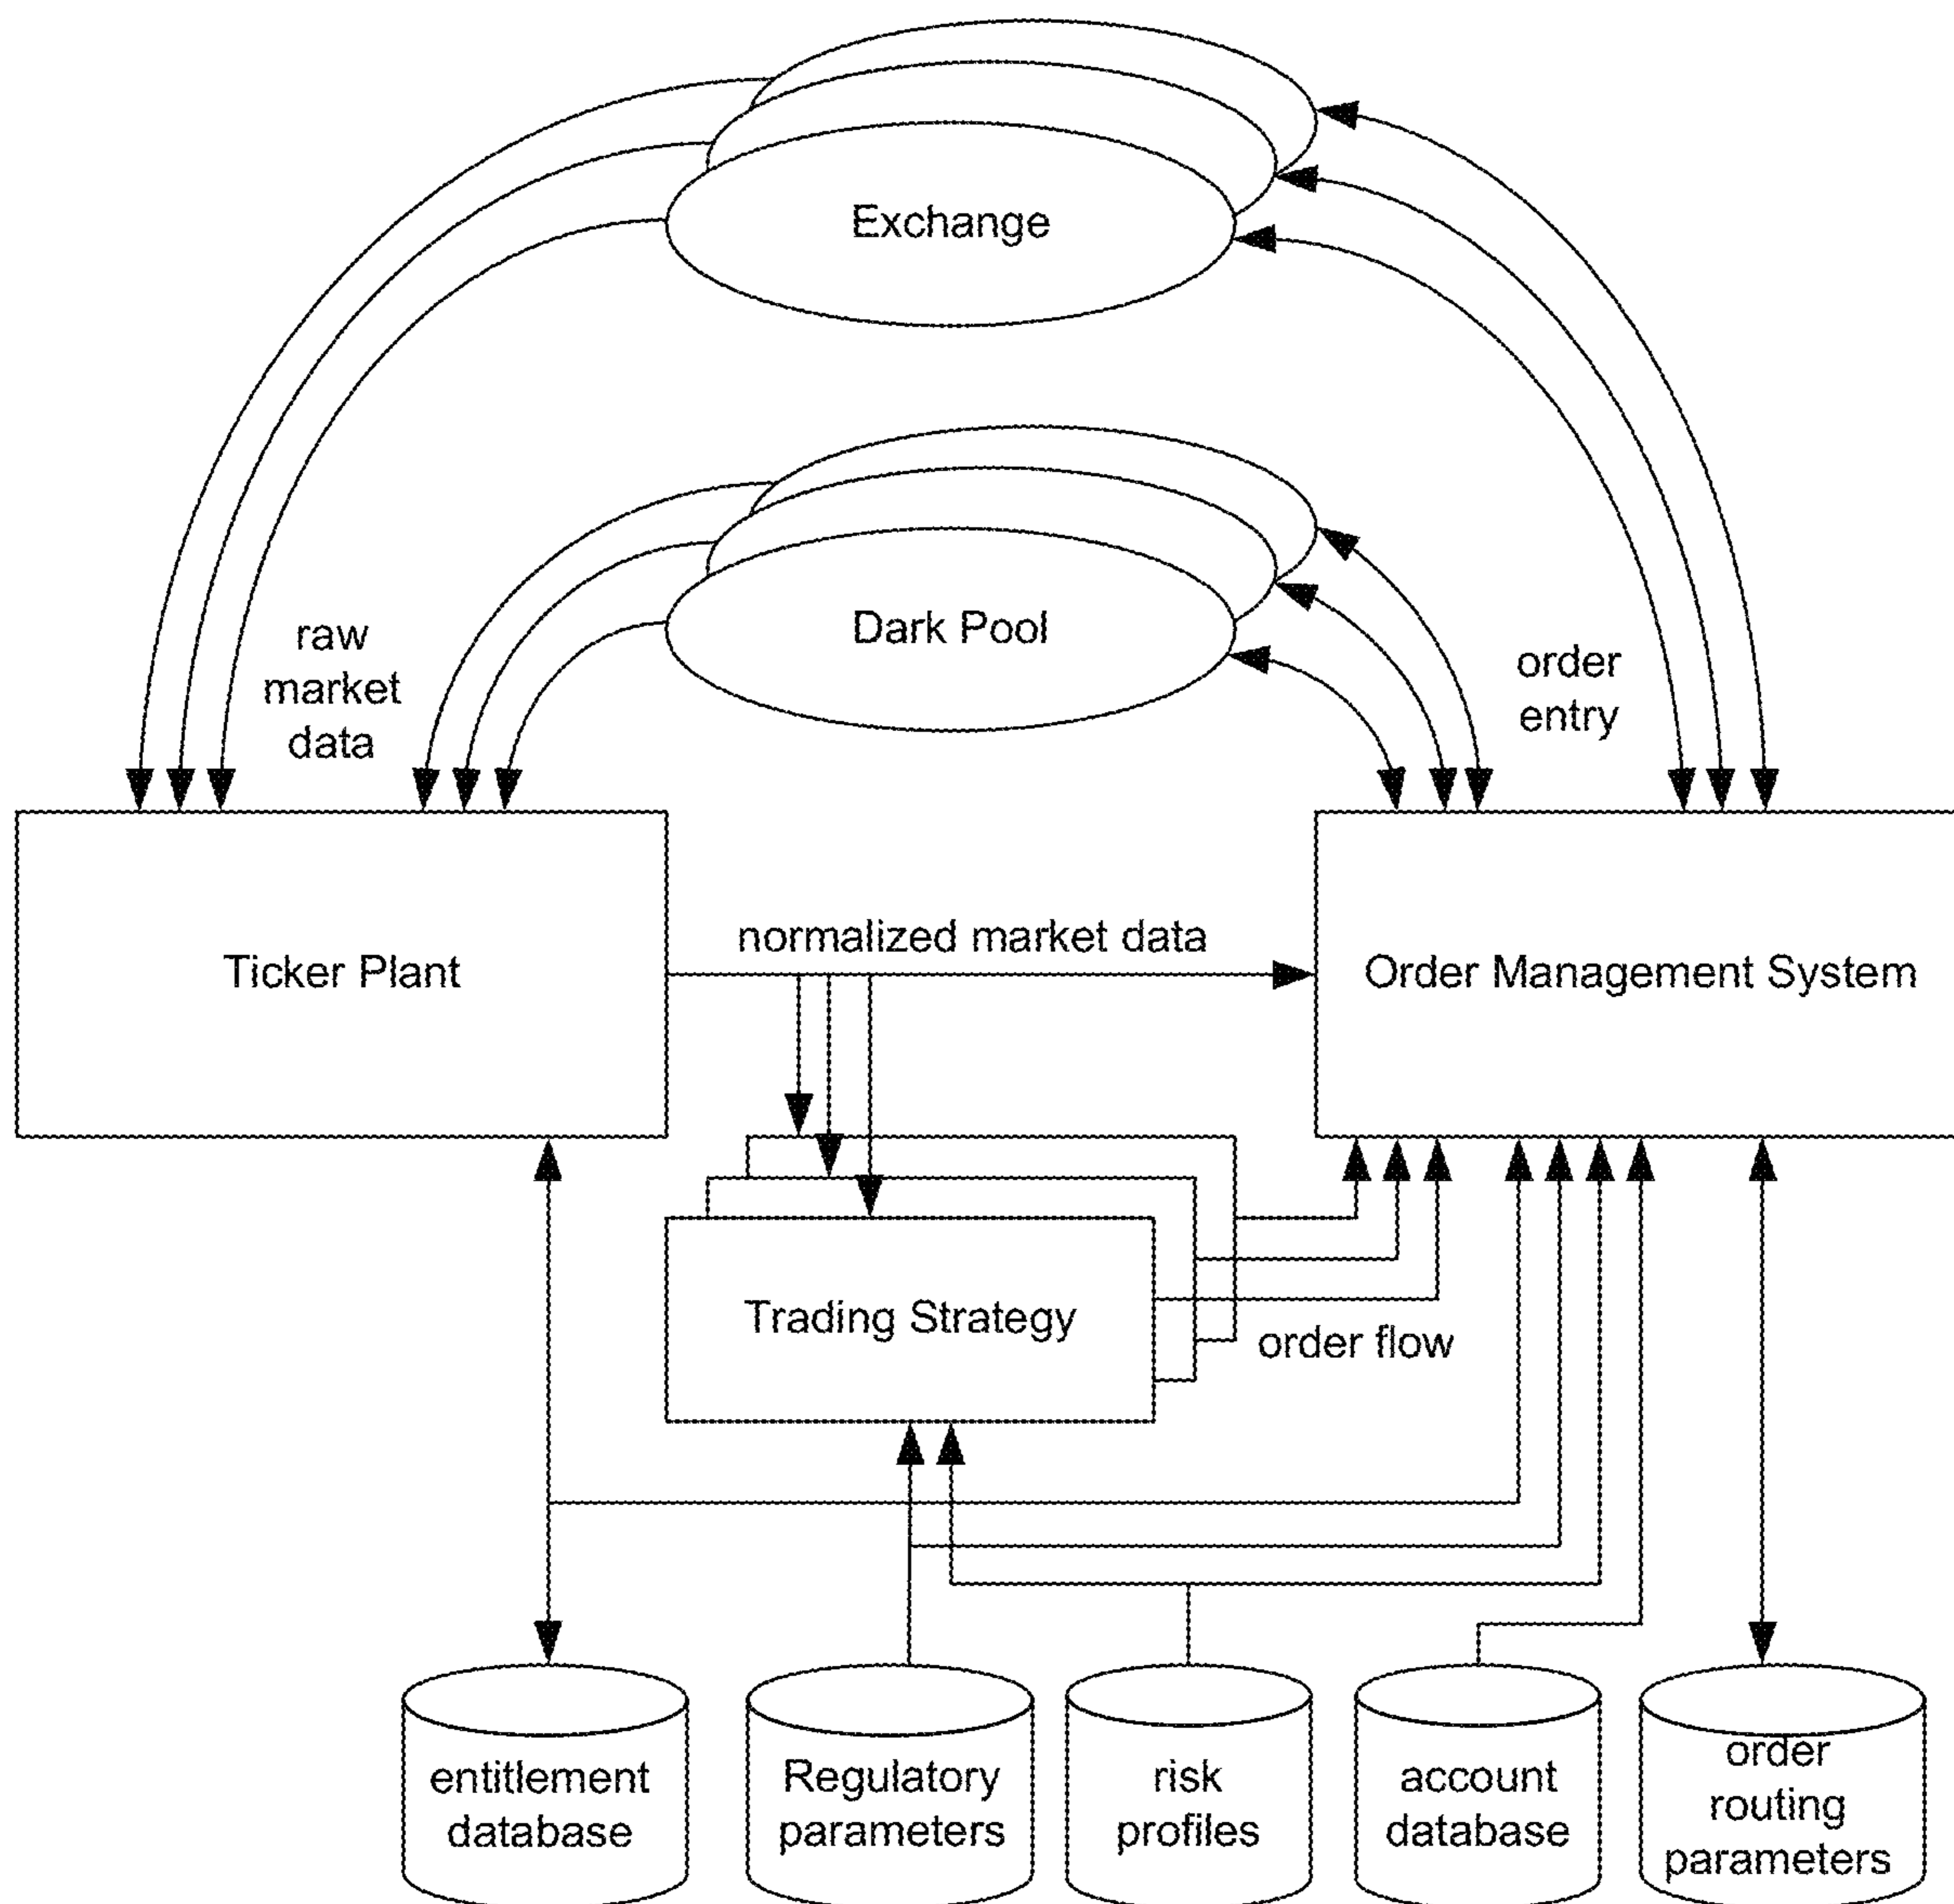 Exchange
Dark Pool
raw
market
data
order
entry
normalized market data
Ticker Plant
Order Management System
Trading Strategy
order flow
entitlement
database
Regulatory
parameters
risk
profiles
account
database
order
routing
parameters